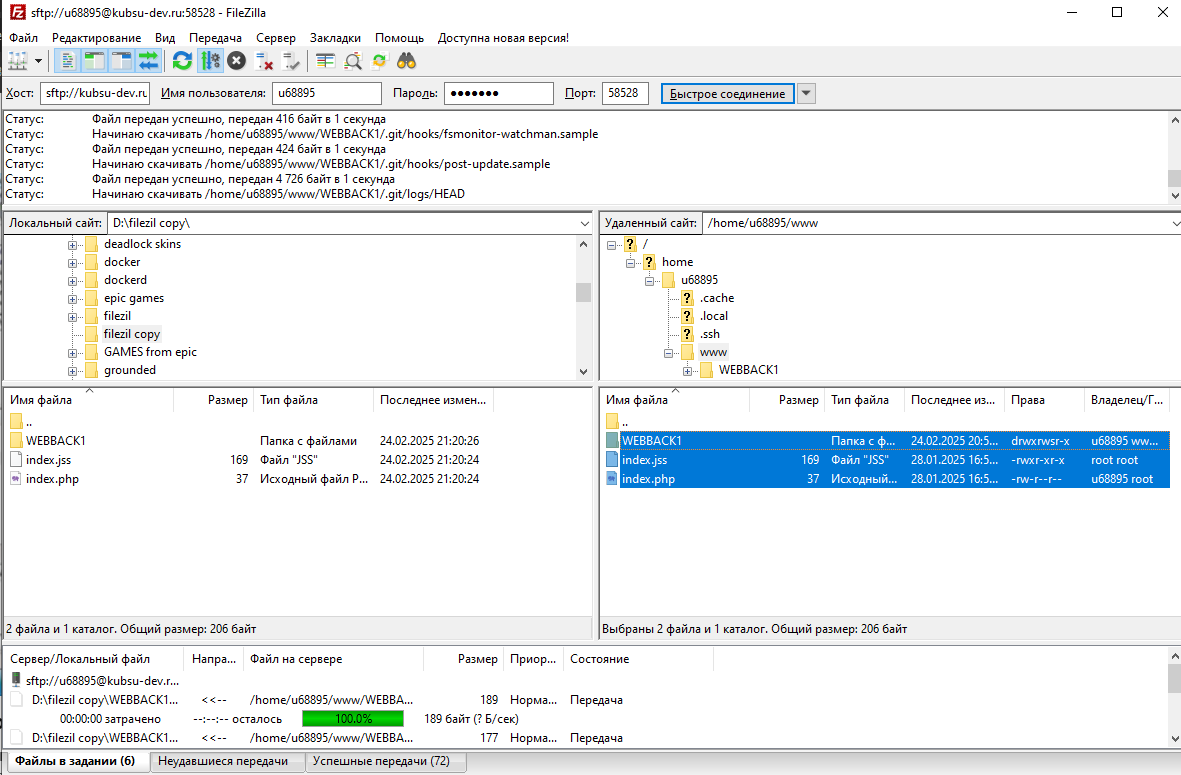 sftp://u68895@kubsu-dev.ru:58528 - FileZilla
Файл Редактирование Вид Передача Сервер Закладки Помощь Доступна новая версия!
Хост: sftp://kubsu-dev.ru Имя пользователя: u68895 Пароль: ●●●●●●● Порт: 58528 Быстрое соединение
Статус: Файл передан успешно, передан 416 байт в 1 секунда
Статус: Начинаю скачивать /home/u68895/www/WEBBACK1/.git/hooks/fsmonitor-watchman.sample
Статус: Файл передан успешно, передан 424 байт в 1 секунда
Статус: Начинаю скачивать /home/u68895/www/WEBBACK1/.git/hooks/post-update.sample
Статус: Файл передан успешно, передан 4 726 байт в 1 секунда
Статус: Начинаю скачивать /home/u68895/www/WEBBACK1/.git/logs/HEAD
Локальный сайт: D:\filezil copy\
deadlock skins
docker
dockerd
epic games
filezil
filezil copy
GAMES from epic
grounded
Удаленный сайт: /home/u68895/www
/
home
u68895
.cache
.local
.ssh
www
WEBBACK1
Имя файла Размер Тип файла Последнее измен...
..
WEBBACK1 Папка с файлами 24.02.2025 21:20:26
index.jss 169 Файл "JSS" 24.02.2025 21:20:24
index.php 37 Исходный файл P... 24.02.2025 21:20:24
2 файла и 1 каталог. Общий размер: 206 байт
Имя файла Размер Тип файла Последнее из... Права Владелец/Г...
..
WEBBACK1 Папка с ф... 24.02.2025 20:5... drwxrwsr-x u68895 ww...
index.jss 169 Файл "JSS" 28.01.2025 16:5... -rwxr-xr-x root root
index.php 37 Исходный... 28.01.2025 16:5... -rw-r--r-- u68895 root
Выбраны 2 файла и 1 каталог. Общий размер: 206 байт
Сервер/Локальный файл Напра... Файл на сервере Размер Приор... Состояние
sftp://u68895@kubsu-dev.r...
D:\filezil copy\WEBBACK1... <<-- /home/u68895/www/WEBBA... 189 Норма... Передача
00:00:00 затрачено --:--:-- осталось 100.0% 189 байт (? Б/сек)
D:\filezil copy\WEBBACK1... <<-- /home/u68895/www/WEBBA... 177 Норма... Передача
Файлы в задании (6) Неудавшиеся передачи Успешные передачи (72)